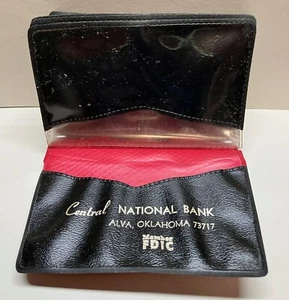 Central NATIONAL BANK
ALVA, OKLAHOMA 73717
Member
FDIC